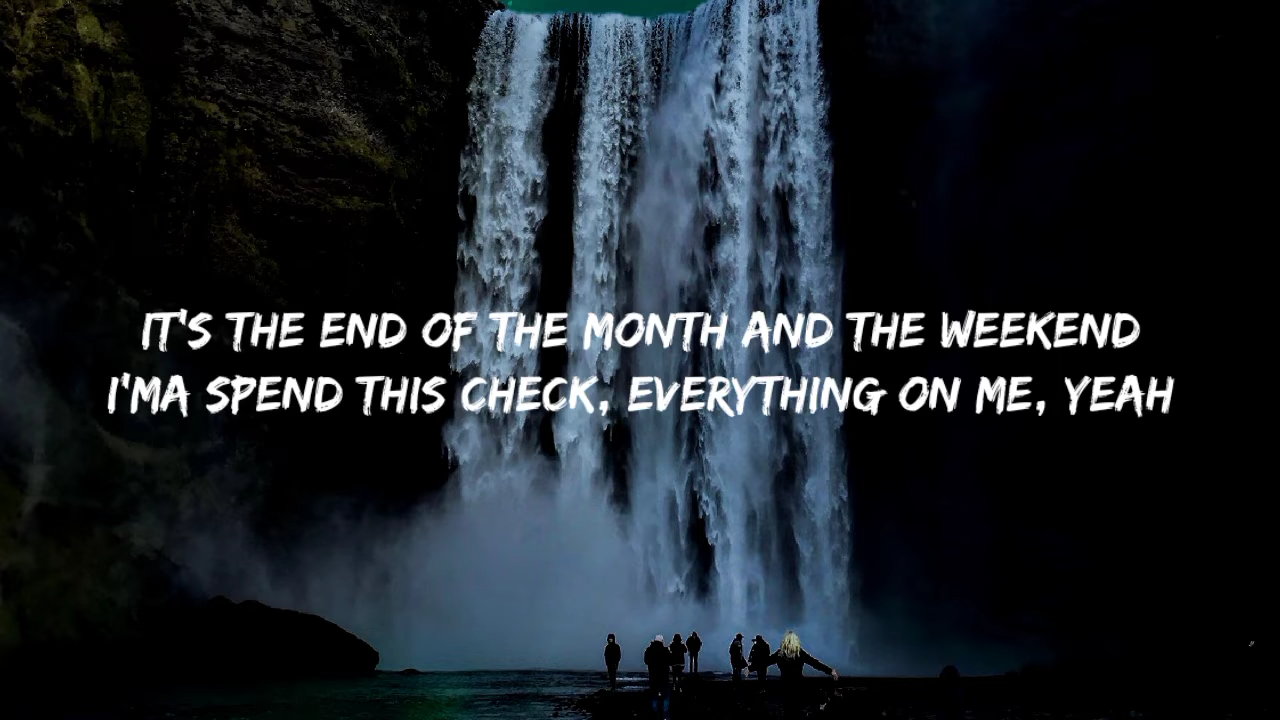 IT'S THE END OF THE MONTH AND THE WEEKEND
I'MA SPEND THIS CHECK, EVERYTHING ON ME, YEAH